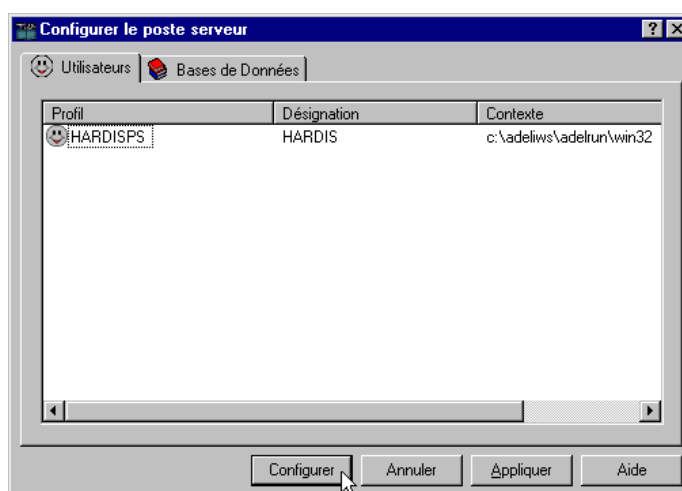 Configurer le poste serveur
Utilisateurs Bases de Données
Profil Désignation Contexte
HARDISPS HARDIS c:\adeliws\adelrun\win32
Configurer Annuler Appliquer Aide